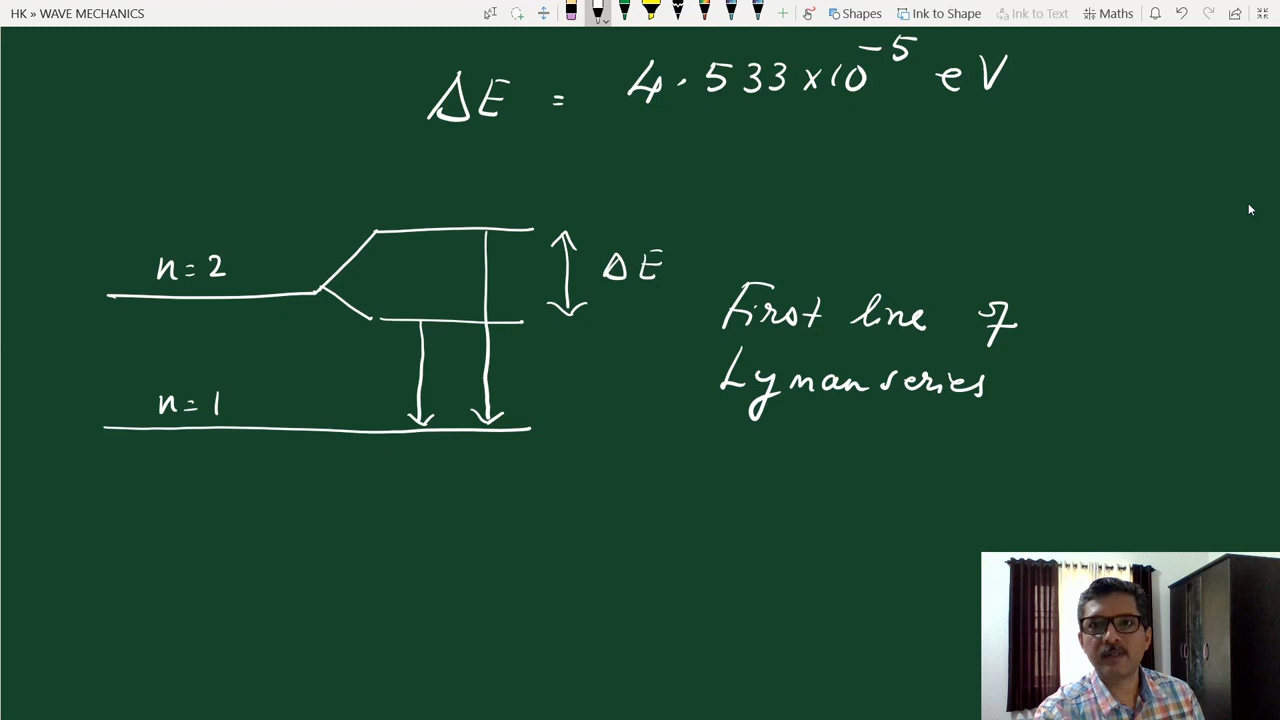 HK » WAVE MECHANICS
Shapes Ink to Shape Ink to Text Maths
ΔE = 4.533×10⁻⁵ eV
n=2
ΔE
First line of
Lyman series
n=1